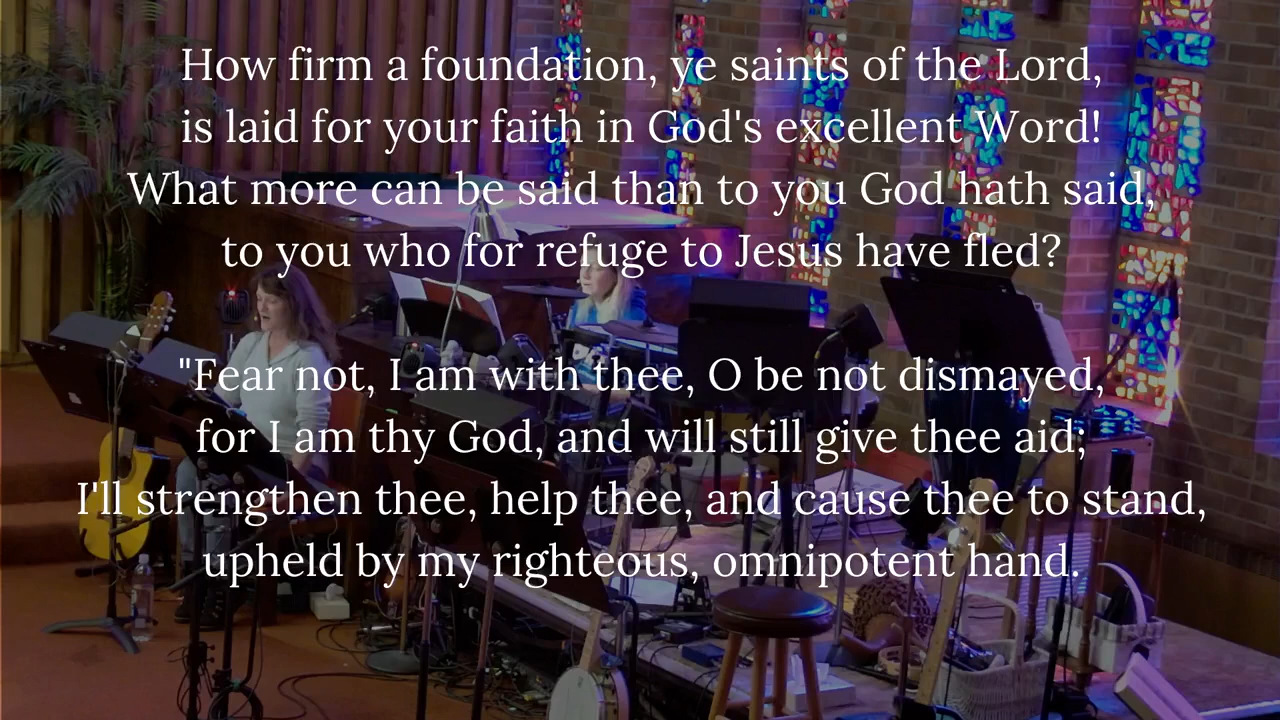 How firm a foundation, ye saints of the Lord,
is laid for your faith in God's excellent Word!
What more can be said than to you God hath said,
to you who for refuge to Jesus have fled?
"Fear not, I am with thee, O be not dismayed,
for I am thy God, and will still give thee aid;
I'll strengthen thee, help thee, and cause thee to stand,
upheld by my righteous, omnipotent hand.